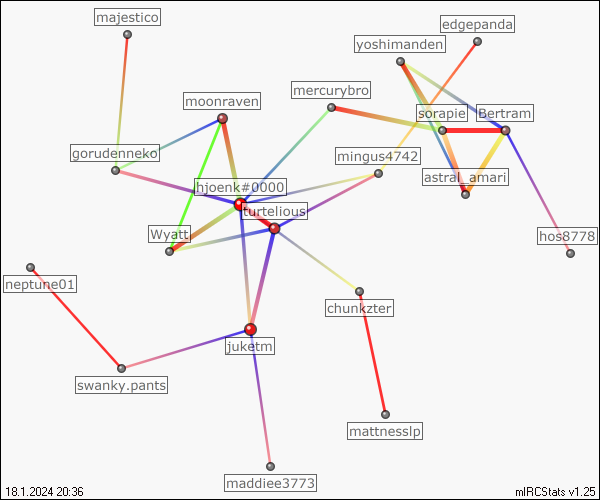 majestico
edgepanda
yoshimanden
mercurybro
moonraven
sorapie
Bertram
gorudenneko
mingus4742
astral_amari
hjoenk#0000
turtelious
Wyatt
hos8778
neptune01
chunkzter
juketm
swanky.pants
mattnesslp
maddiee3773
18.1.2024 20:36
mIRCStats v1.25